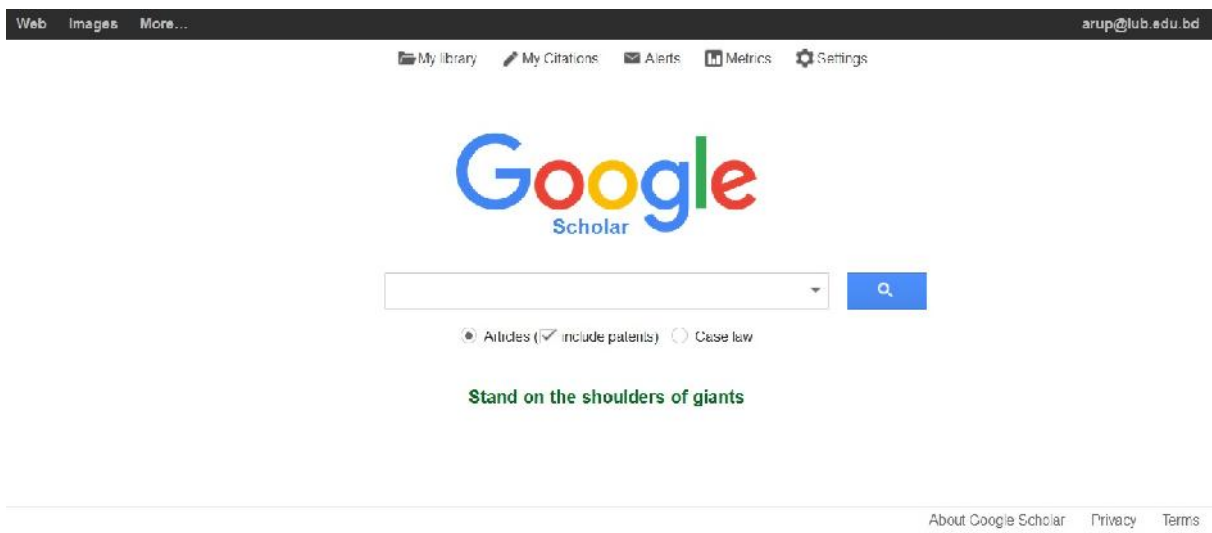 Web Images More... arup@lub.edu.bd
My library My Citations Alerts Metrics Settings
Google
Scholar
Articles (include patents) Case law
Stand on the shoulders of giants
About Google Scholar Privacy Terms